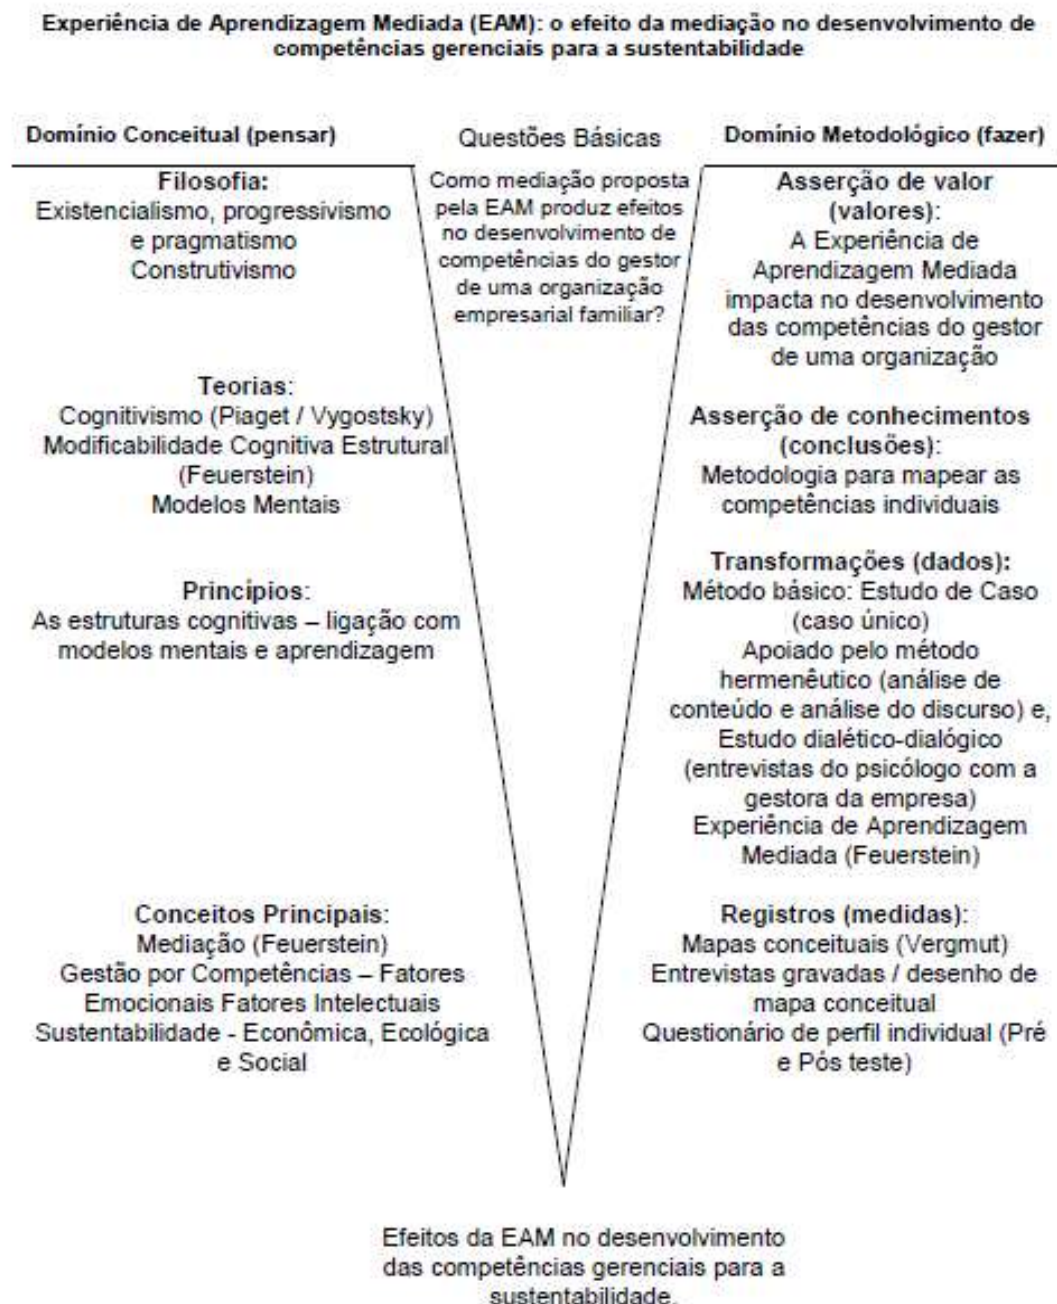 Experiência de Aprendizagem Mediada (EAM): o efeito da mediação no desenvolvimento de
competências gerenciais para a sustentabilidade
Domínio Conceitual (pensar)
Filosofia:
Existencialismo, progressivismo
e pragmatismo
Construtivismo
Teorias:
Cognitivismo (Piaget / Vygostsky)
Modificabilidade Cognitiva Estrutural
(Feuerstein)
Modelos Mentais
Princípios:
As estruturas cognitivas – ligação com
modelos mentais e aprendizagem
Conceitos Principais:
Mediação (Feuerstein)
Gestão por Competências – Fatores
Emocionais Fatores Intelectuais
Sustentabilidade - Econômica, Ecológica
e Social
Questões Básicas
Como mediação proposta
pela EAM produz efeitos
no desenvolvimento de
competências do gestor
de uma organização
empresarial familiar?
Domínio Metodológico (fazer)
Asserção de valor
(valores):
A Experiência de
Aprendizagem Mediada
impacta no desenvolvimento
das competências do gestor
de uma organização
Asserção de conhecimentos
(conclusões):
Metodologia para mapear as
competências individuais
Transformações (dados):
Método básico: Estudo de Caso
(caso único)
Apoiado pelo método
hermenêutico (análise de
conteúdo e análise do discurso) e,
Estudo dialético-dialógico
(entrevistas do psicólogo com a
gestora da empresa)
Experiência de Aprendizagem
Mediada (Feuerstein)
Registros (medidas):
Mapas conceituais (Vergmut)
Entrevistas gravadas / desenho de
mapa conceitual
Questionário de perfil individual (Pré
e Pós teste)
Efeitos da EAM no desenvolvimento
das competências gerenciais para a
sustentabilidade.